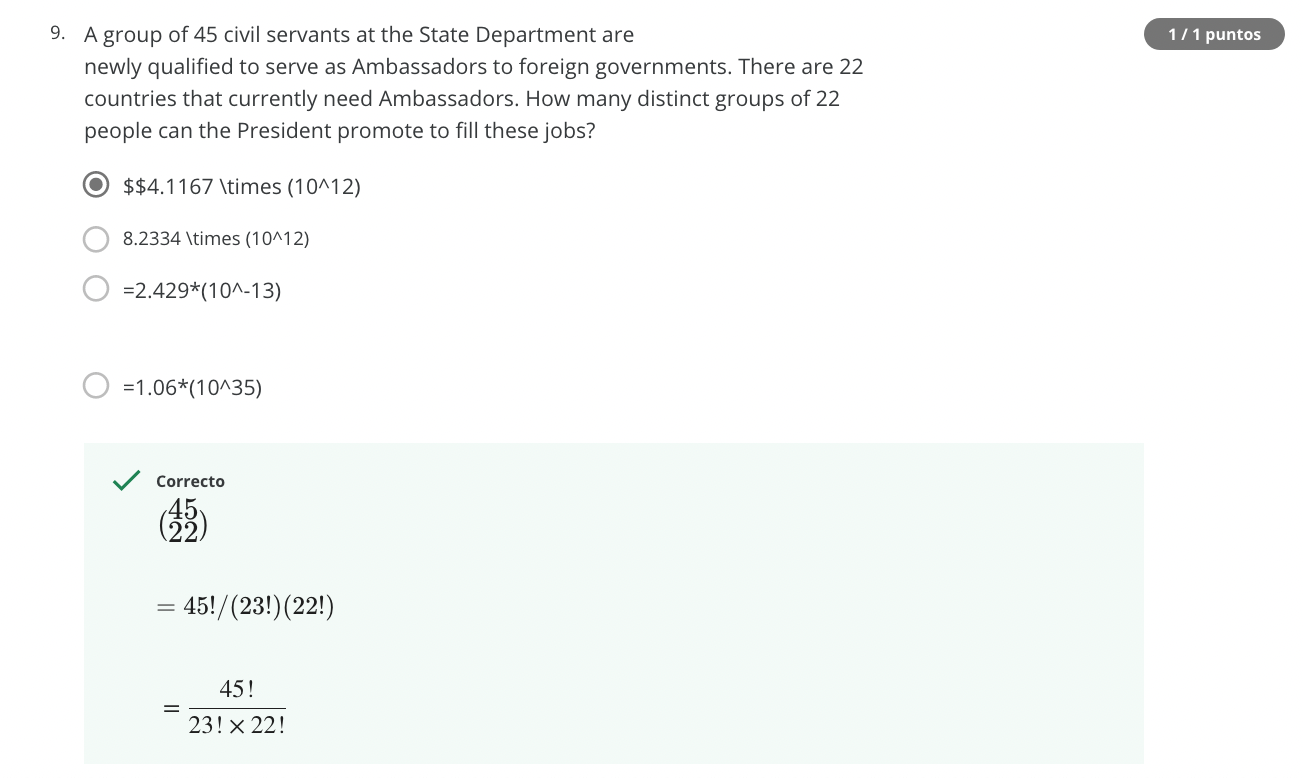 9. A group of 45 civil servants at the State Department are
1 / 1 puntos
newly qualified to serve as Ambassadors to foreign governments. There are 22
countries that currently need Ambassadors. How many distinct groups of 22
people can the President promote to fill these jobs?
$$4.1167 \times (10^12)
8.2334 \times (10^12)
=2.429*(10^-13)
=1.06*(10^35)
Correcto
(45
22)
= 45!/(23!)(22!)
= 45!
23! × 22!